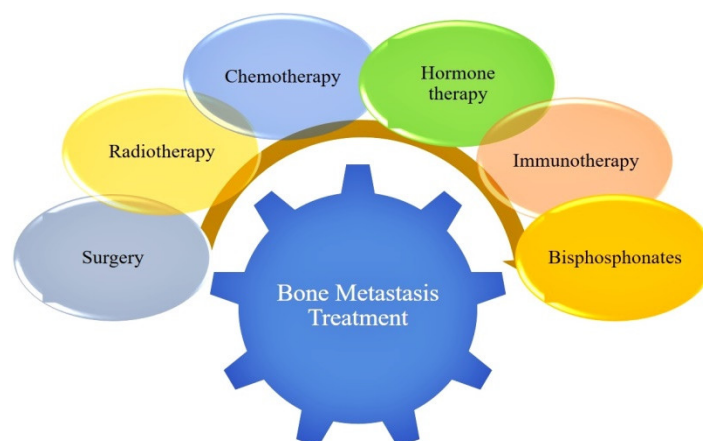 Surgery
Radiotherapy
Chemotherapy
Hormone
therapy
Immunotherapy
Bisphosphonates
Bone Metastasis
Treatment